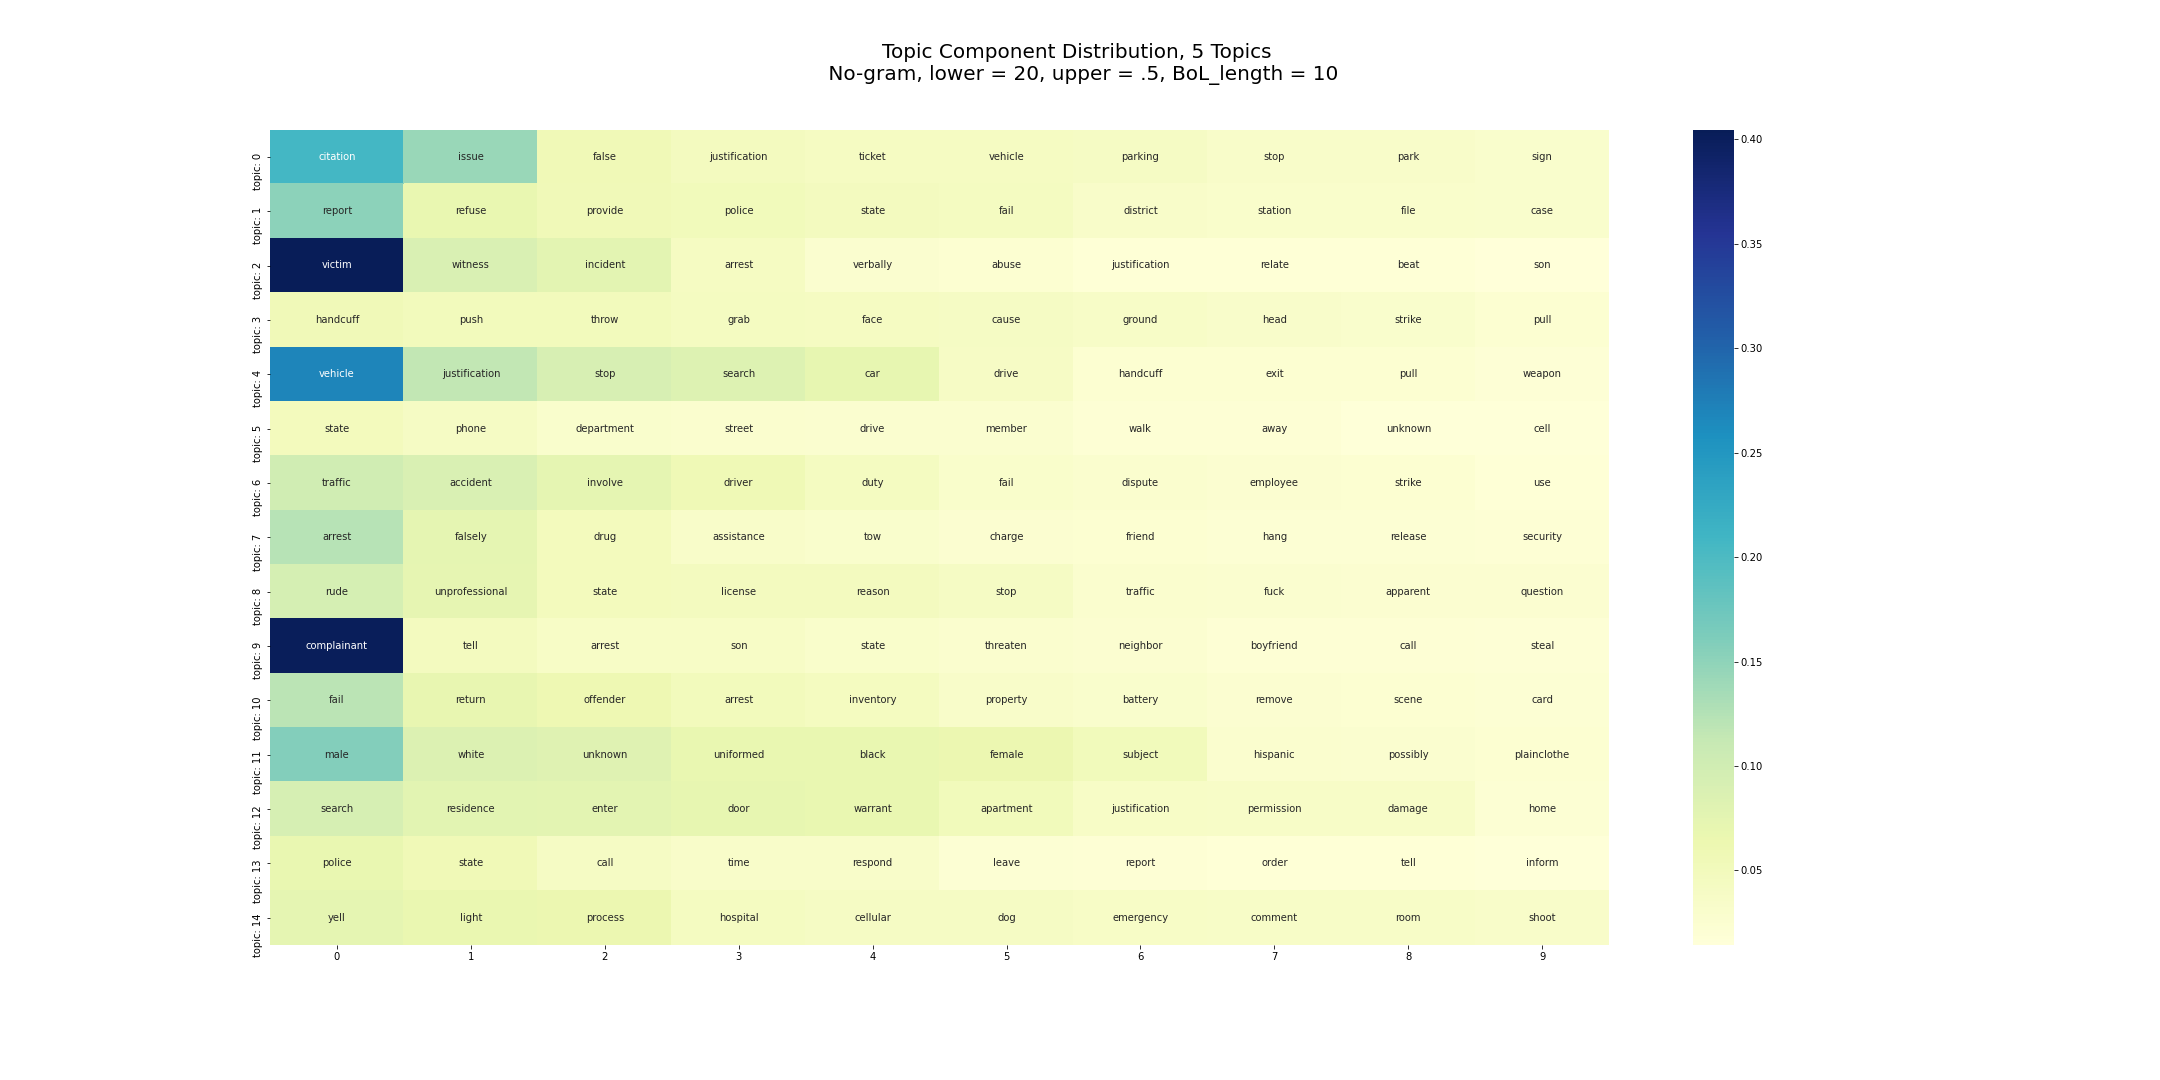 Topic Component Distribution, 5 Topics
No-gram, lower = 20, upper = .5, BoL_length = 10
topic: 0 citation issue false justification ticket vehicle parking stop park sign
topic: 1 report refuse provide police state fail district station file case
topic: 2 victim witness incident arrest verbally abuse justification relate beat son
topic: 3 handcuff push throw grab face cause ground head strike pull
topic: 4 vehicle justification stop search car drive handcuff exit pull weapon
topic: 5 state phone department street drive member walk away unknown cell
topic: 6 traffic accident involve driver duty fail dispute employee strike use
topic: 7 arrest falsely drug assistance tow charge friend hang release security
topic: 8 rude unprofessional state license reason stop traffic fuck apparent question
topic: 9 complainant tell arrest son state threaten neighbor boyfriend call steal
topic: 10 fail return offender arrest inventory property battery remove scene card
topic: 11 male white unknown uniformed black female subject hispanic possibly plainclothe
topic: 12 search residence enter door warrant apartment justification permission damage home
topic: 13 police state call time respond leave report order tell inform
topic: 14 yell light process hospital cellular dog emergency comment room shoot
0 1 2 3 4 5 6 7 8 9
0.40
0.35
0.30
0.25
0.20
0.15
0.10
0.05